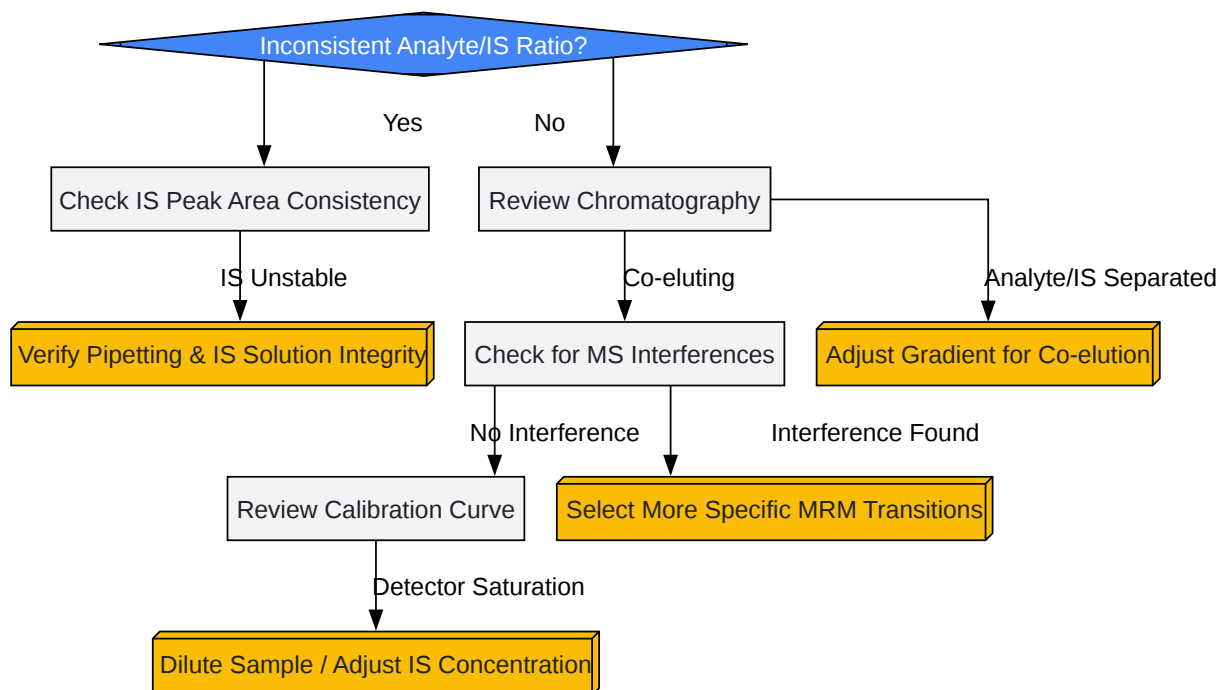 Inconsistent Analyte/IS Ratio?
Yes
No
Check IS Peak Area Consistency
Review Chromatography
IS Unstable
Co-eluting
Analyte/IS Separated
Verify Pipetting & IS Solution Integrity
Check for MS Interferences
Adjust Gradient for Co-elution
No Interference
Interference Found
Review Calibration Curve
Select More Specific MRM Transitions
Detector Saturation
Dilute Sample / Adjust IS Concentration